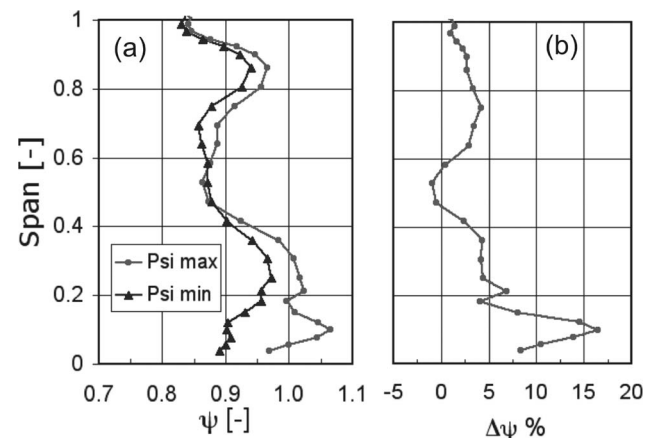 (a)
(b)
Span [-]
1
0.8
0.6
0.4
0.2
0
Psi max
Psi min
0.7
0.8
0.9
1.0
1.1
ψ [-]
-5
0
5
10
15
20
Δψ %